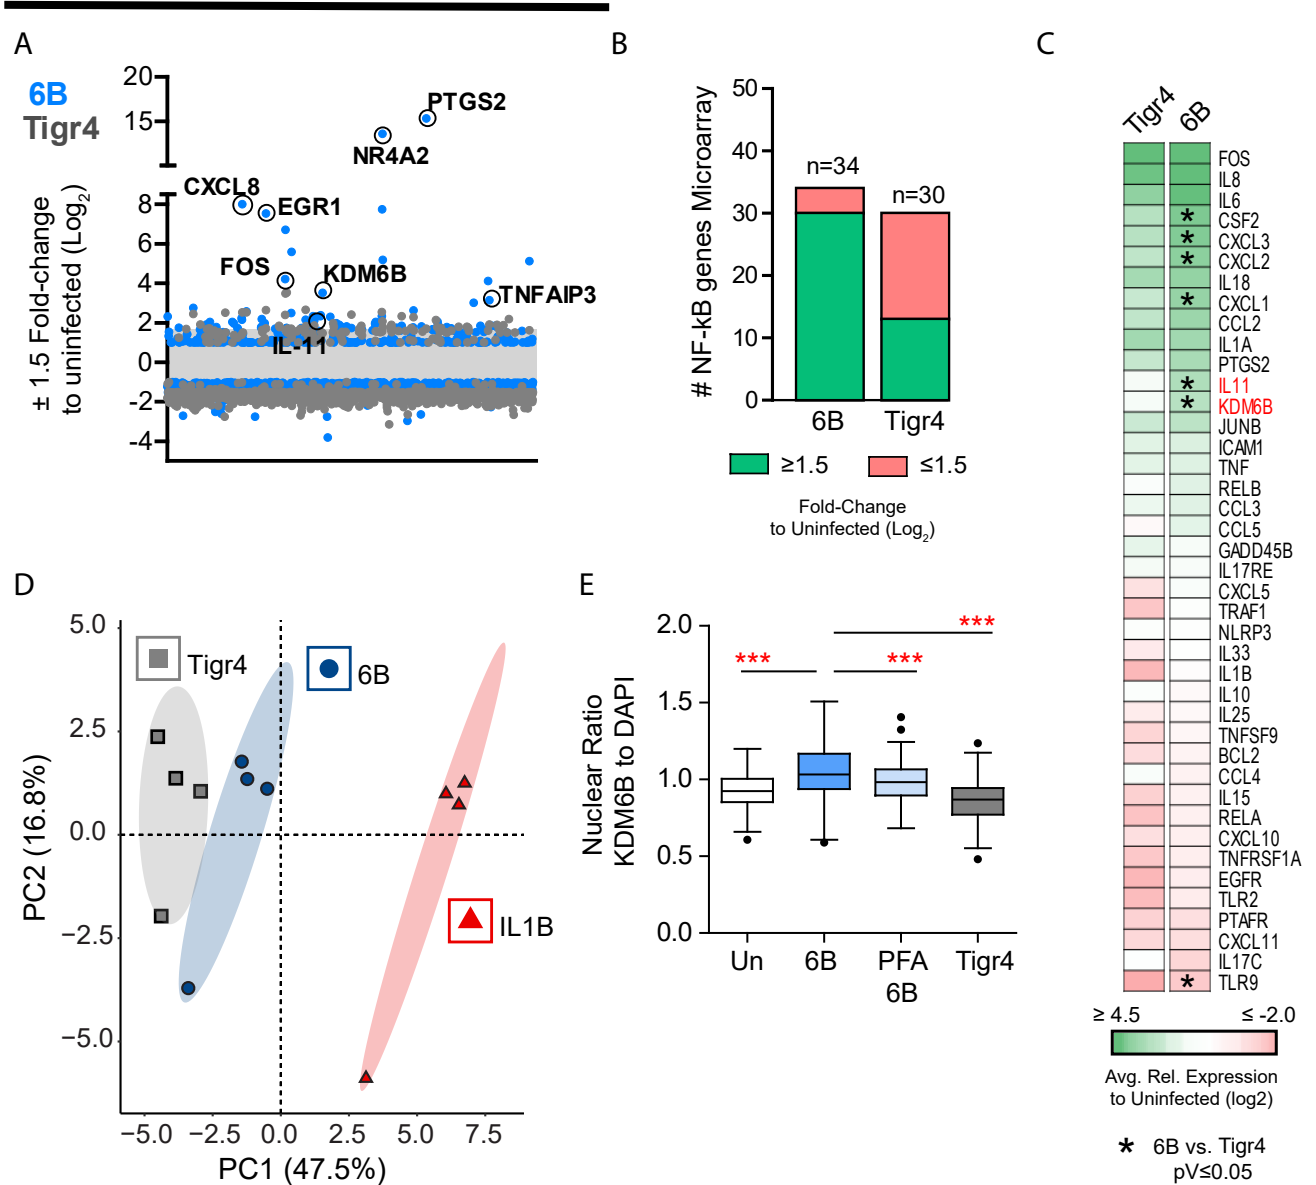 A
6B
Tigr4
± 1.5 Fold-change
to uninfected (Log2)
20
15
8
6
4
2
0
-2
-4
PTGS2
NR4A2
CXCL8
EGR1
FOS
KDM6B
TNFAIP3
IL-11
B
# NF-kB genes Microarray
50
40
30
20
10
0
n=34
n=30
6B
Tigr4
≥1.5
≤1.5
Fold-Change
to Uninfected (Log2)
C
Tigr4
6B
FOS
IL8
IL6
* CSF2
* CXCL3
* CXCL2
IL18
* CXCL1
CCL2
IL1A
PTGS2
* IL11
* KDM6B
JUNB
ICAM1
TNF
RELB
CCL3
CCL5
GADD45B
IL17RE
CXCL5
TRAF1
NLRP3
IL33
IL1B
IL10
IL25
TNFSF9
BCL2
CCL4
IL15
RELA
CXCL10
TNFRSF1A
EGFR
TLR2
PTAFR
CXCL11
IL17C
* TLR9
≥ 4.5
≤ -2.0
Avg. Rel. Expression
to Uninfected (log2)
* 6B vs. Tigr4
pV≤0.05
D
PC2 (16.8%)
5.0
2.5
0.0
−2.5
−5.0
Tigr4
6B
IL1B
−5.0 −2.5 0.0 2.5 5.0 7.5
PC1 (47.5%)
E
Nuclear Ratio
KDM6B to DAPI
2.0
1.5
1.0
0.5
0.0
***
***
***
Un
6B
PFA
6B
Tigr4